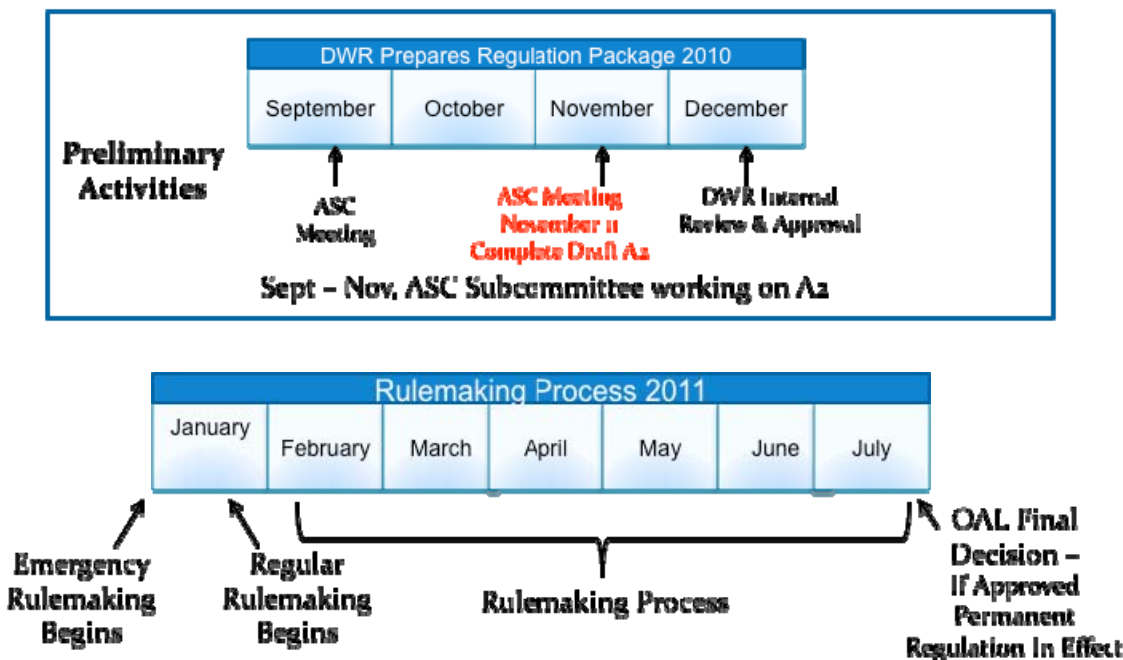 DWR Prepares Regulation Package 2010
September October November December
Preliminary
Activities
ASC
Meeting
ASC Meeting
November 11
Complete Draft A2
DWR Internal
Review & Approval
Sept – Nov, ASC Subcommittee working on A2
Rulemaking Process 2011
January February March April May June July
Emergency
Rulemaking
Begins
Regular
Rulemaking
Begins
Rulemaking Process
OAL Final
Decision –
If Approved
Permanent
Regulation In Effect